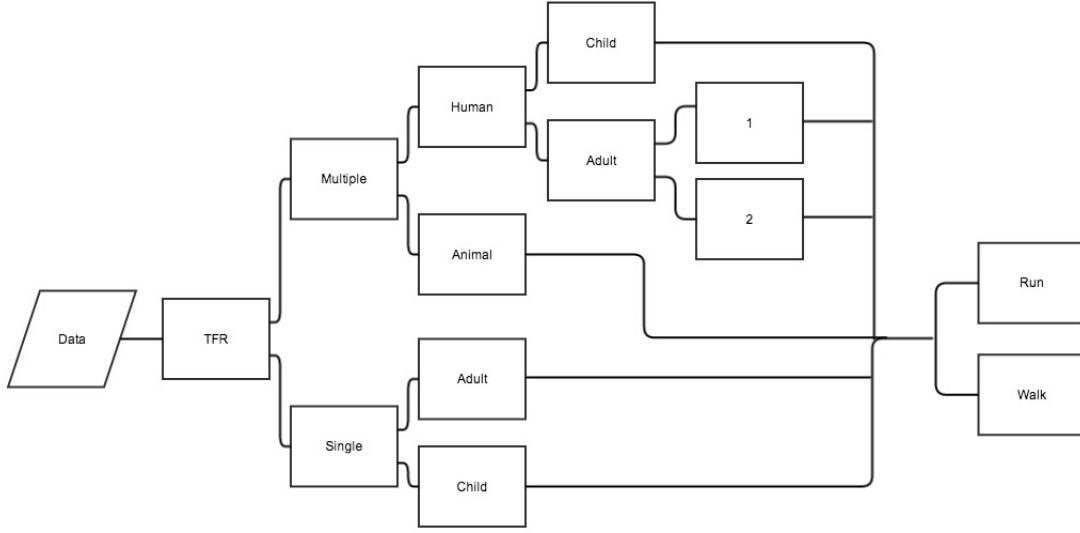 Child
Human
1
Adult
Multiple
2
Animal
Run
Data
TFR
Adult
Walk
Single
Child